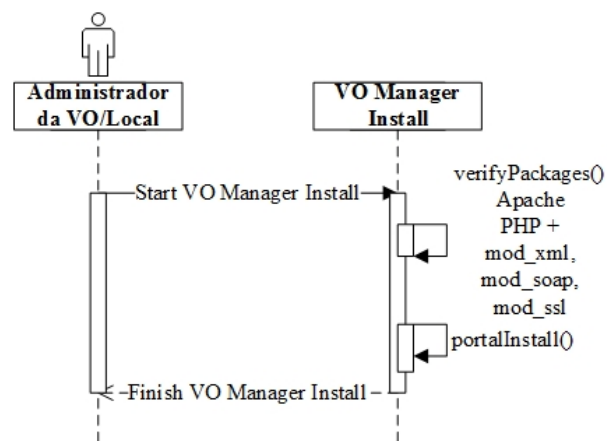 Administrador
da VO/Local
VO Manager
Install
Start VO Manager Install
verifyPackages()
Apache
PHP +
mod_xml,
mod_soap,
mod_ssl
portalInstall()
Finish VO Manager Install